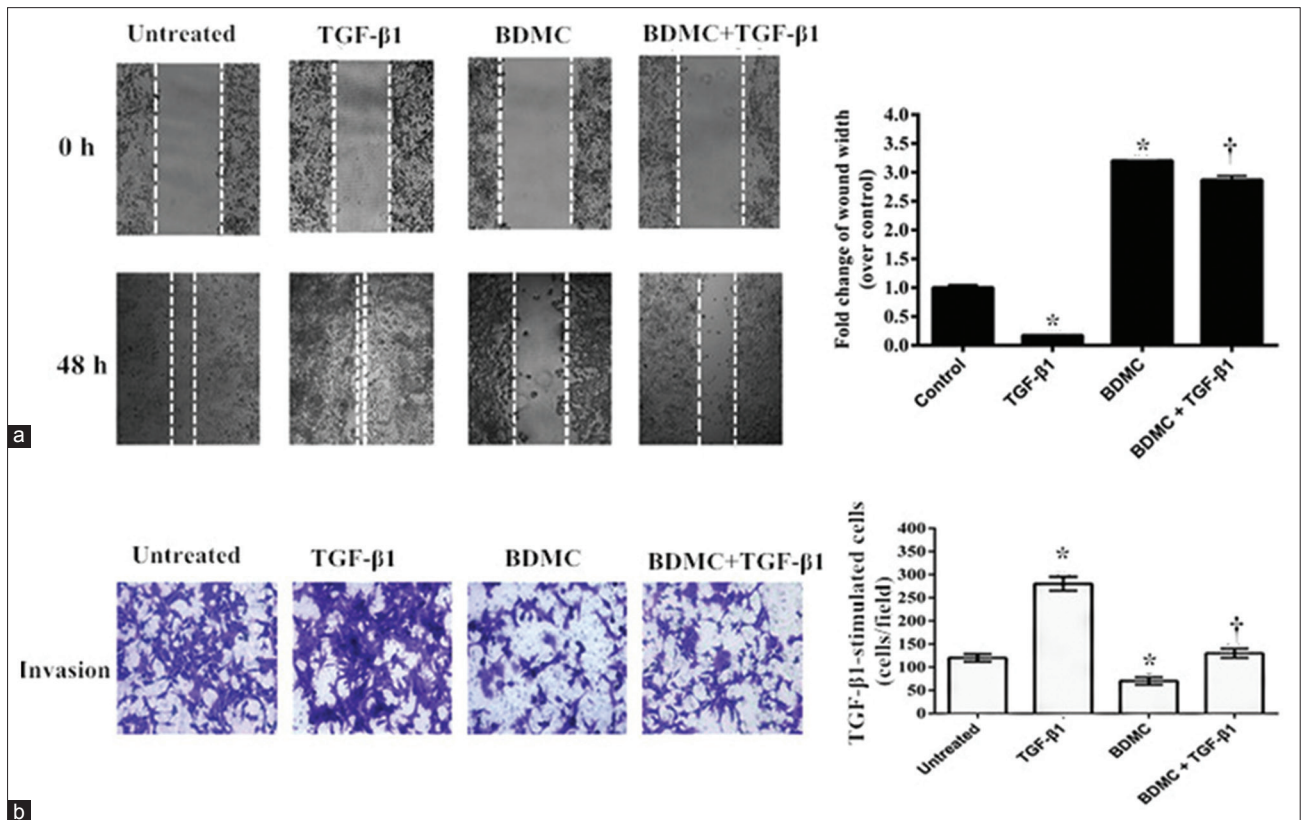 Untreated
TGF-β1
BDMC
BDMC+TGF-β1
0 h
48 h
Fold change of wound width
(over control)
4.0
3.5
3.0
2.5
2.0
1.5
1.0
0.5
0.0
*
*
†
Control
TGF-β1
BDMC
BDMC + TGF-β1
a
Untreated
TGF-β1
BDMC
BDMC+TGF-β1
Invasion
TGF-β1-stimulated cells
(cells/field)
400
350
300
250
200
150
100
50
0
*
*
†
Untreated
TGF-β1
BDMC
BDMC + TGF-β1
b